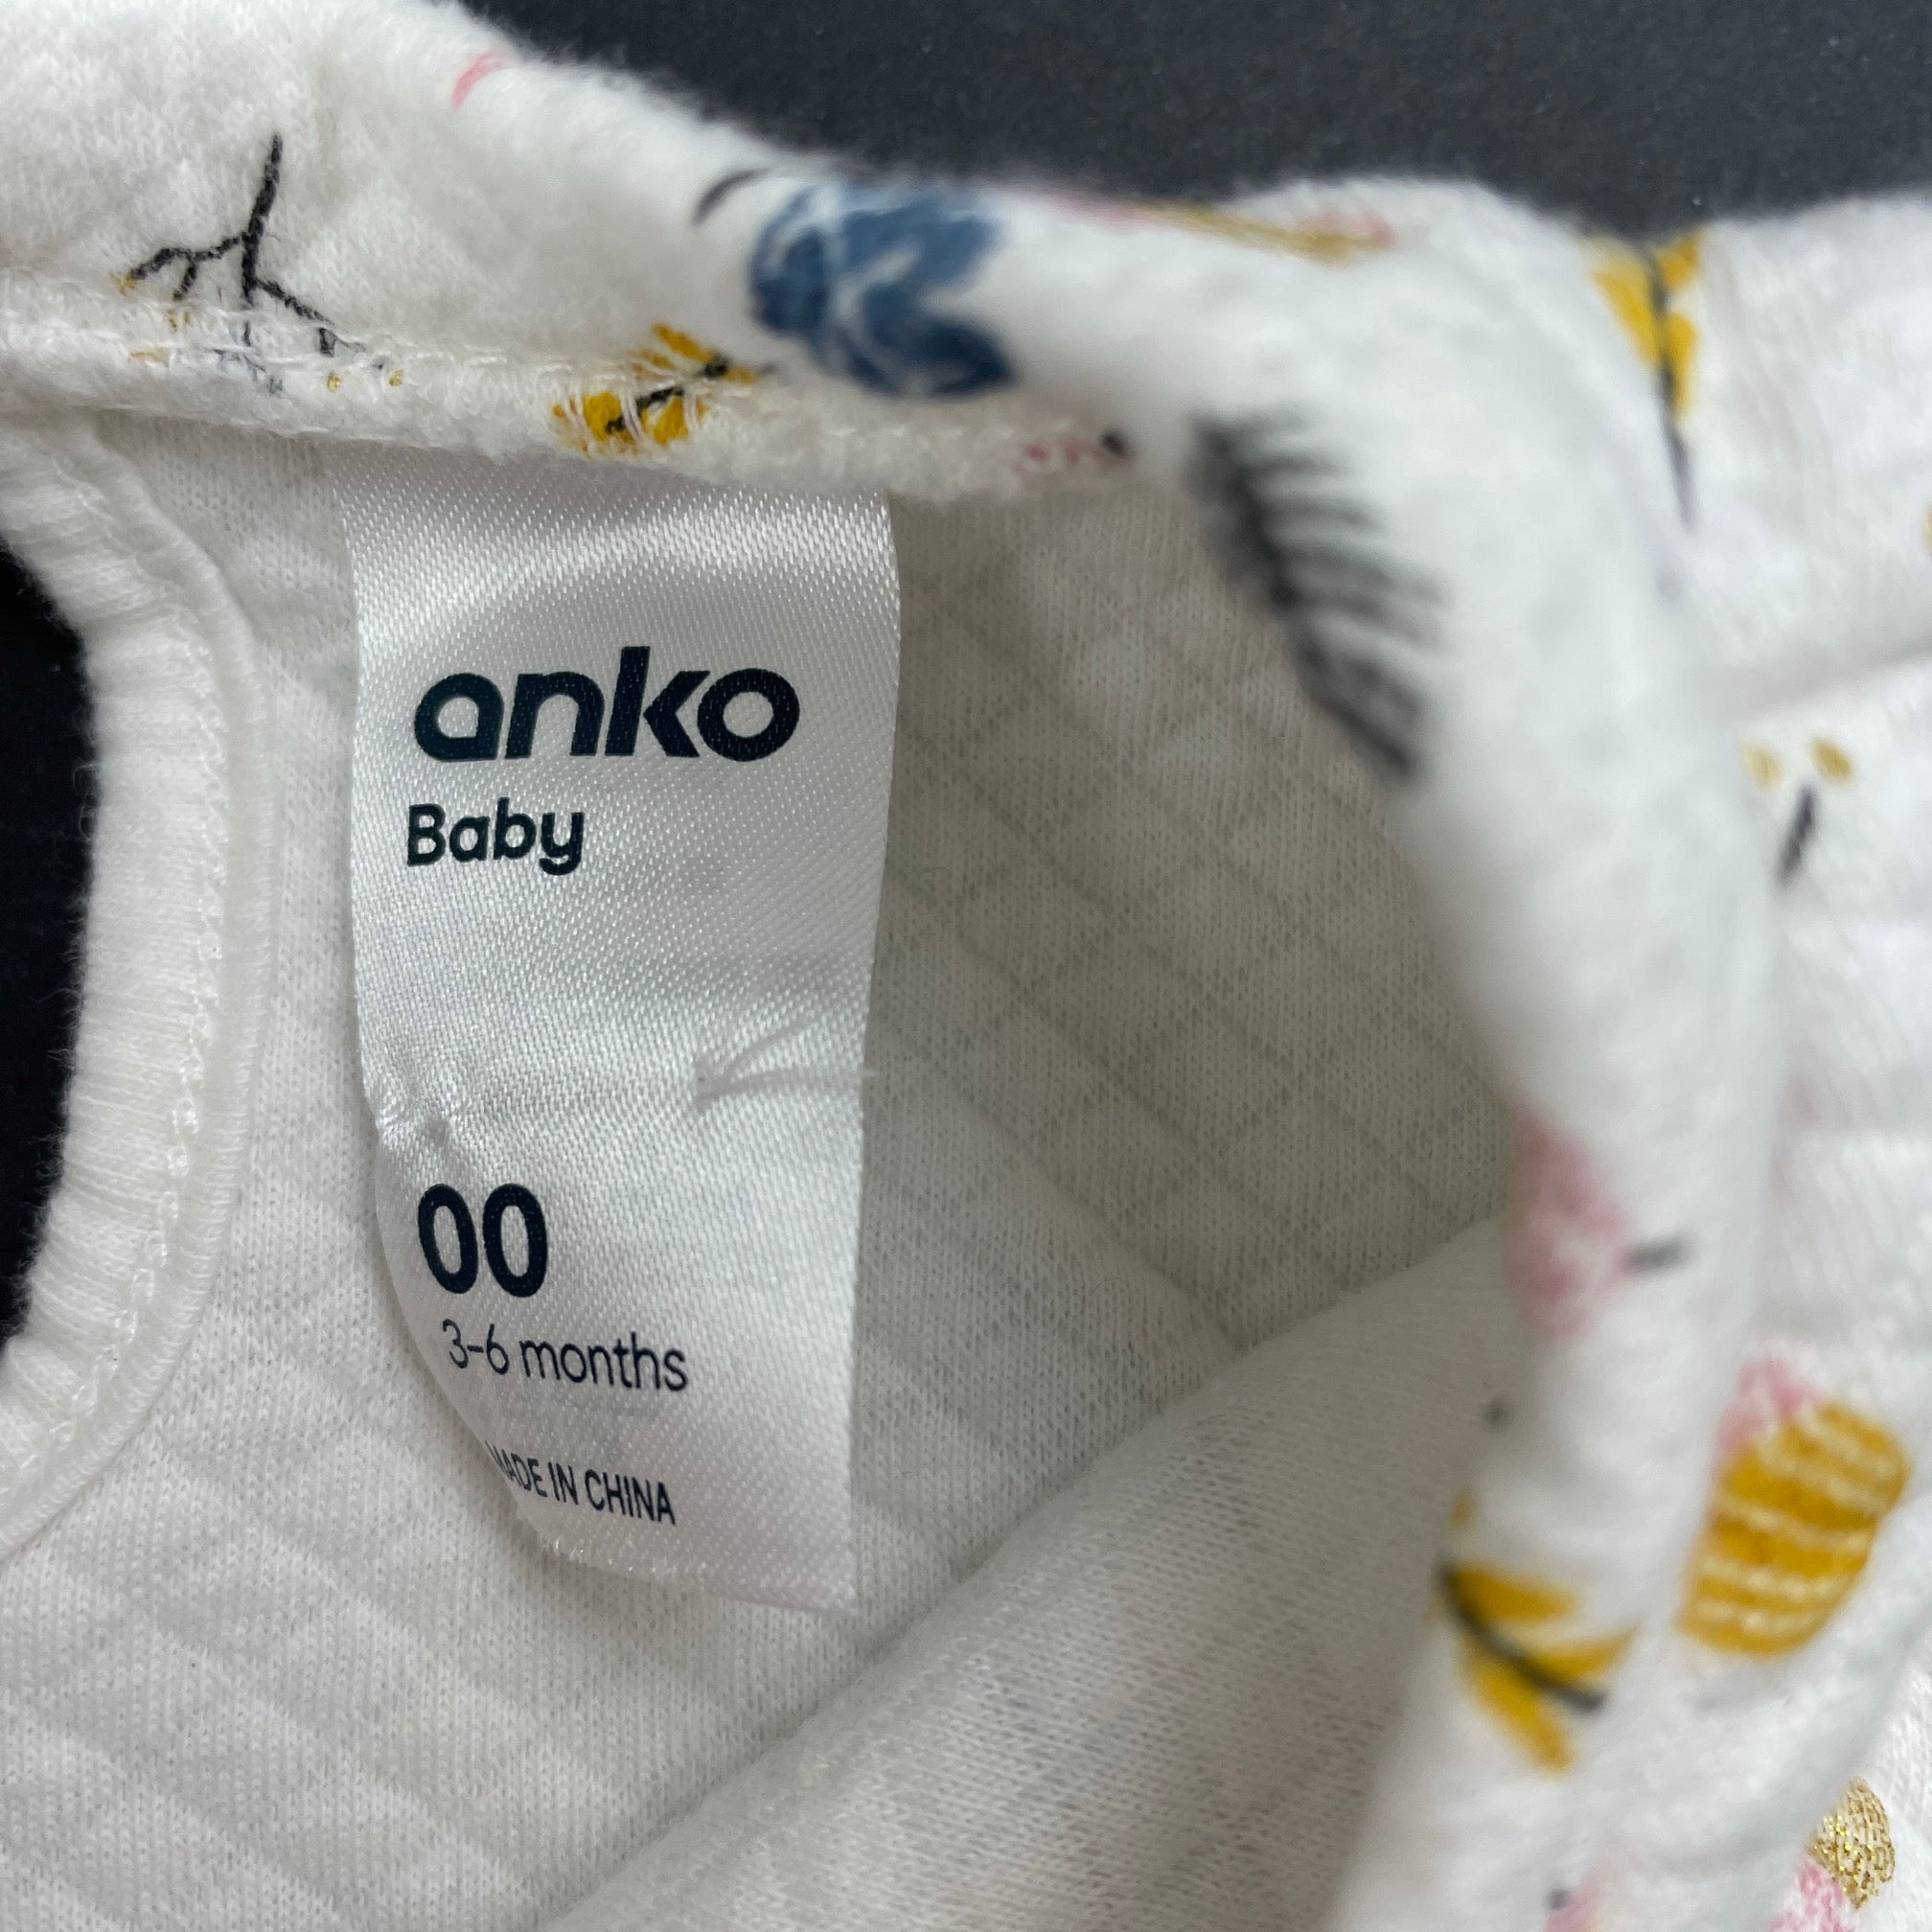 anko
Baby
00
3-6 months
MADE IN CHINA